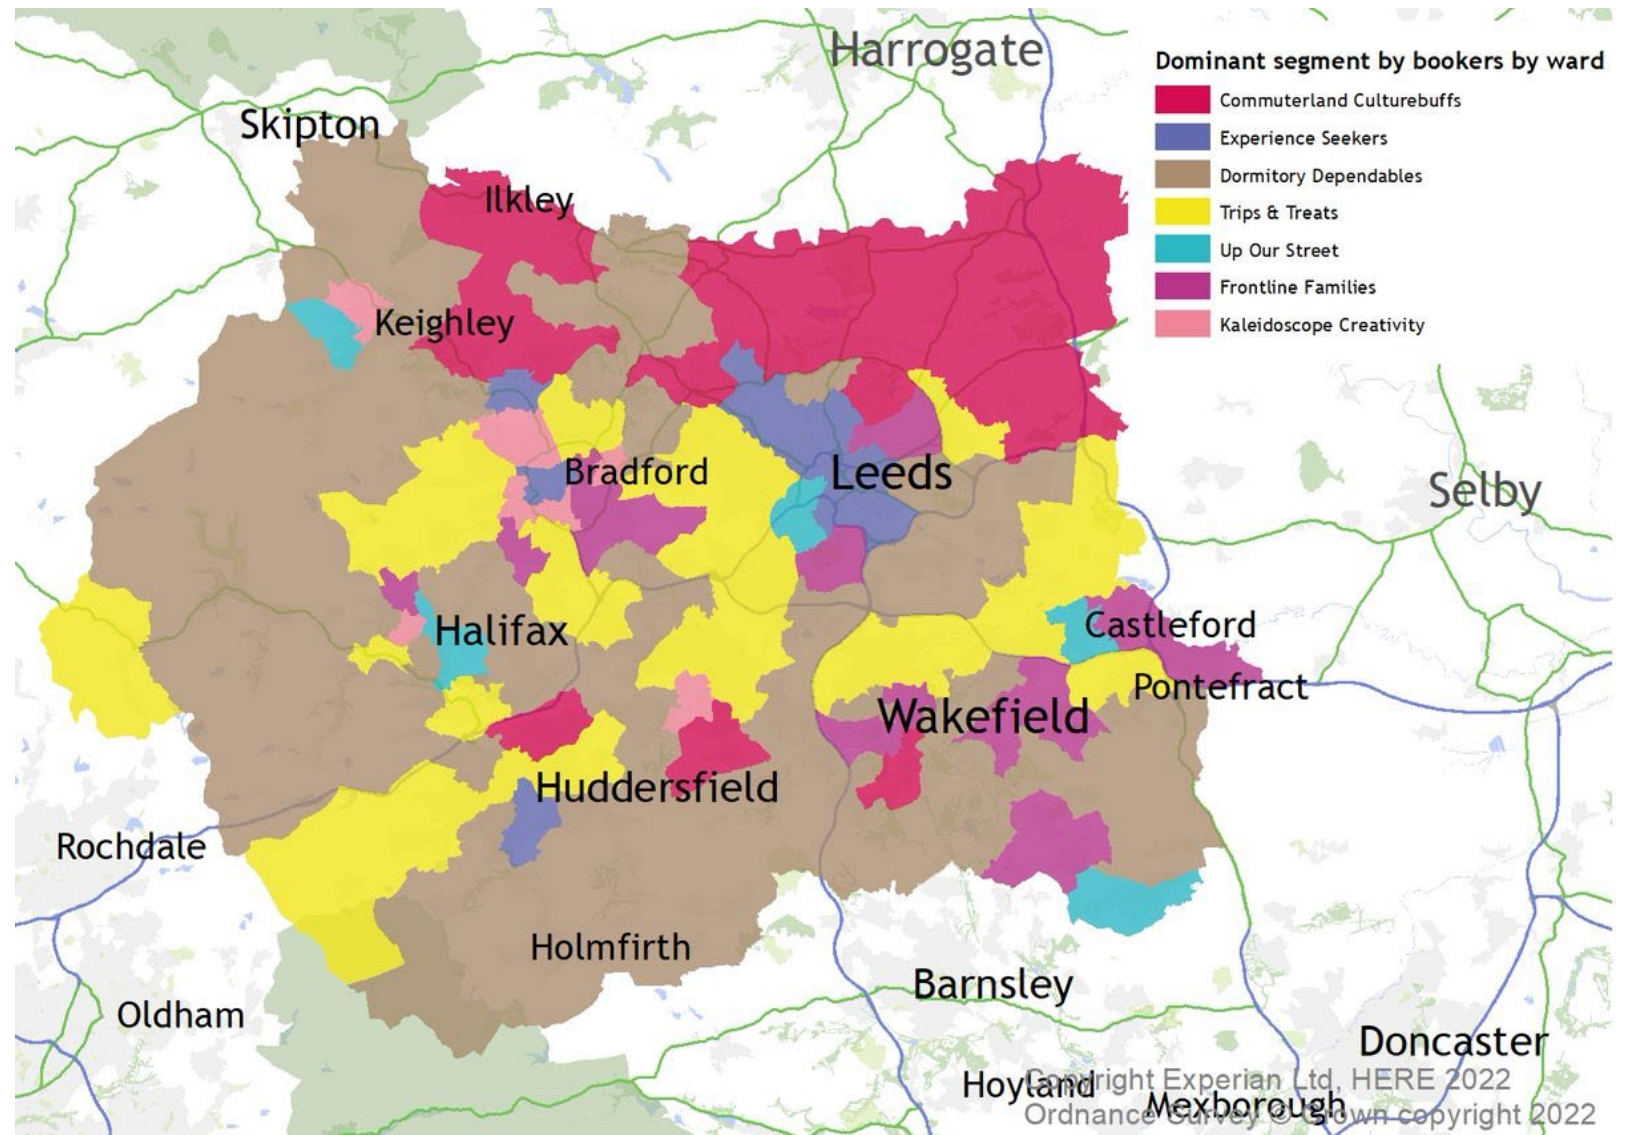 Harrogate
Dominant segment by bookers by ward
Commuterland Culturebuffs
Experience Seekers
Dormitory Dependables
Trips & Treats
Up Our Street
Frontline Families
Kaleidoscope Creativity
Skipton
Ilkley
Keighley
Bradford
Leeds
Selby
Halifax
Castleford
Pontefract
Wakefield
Huddersfield
Rochdale
Holmfirth
Barnsley
Oldham
Doncaster
Hoyland
Mexborough
Copyright Experian Ltd, HERE 2022
Ordnance Survey © Crown copyright 2022